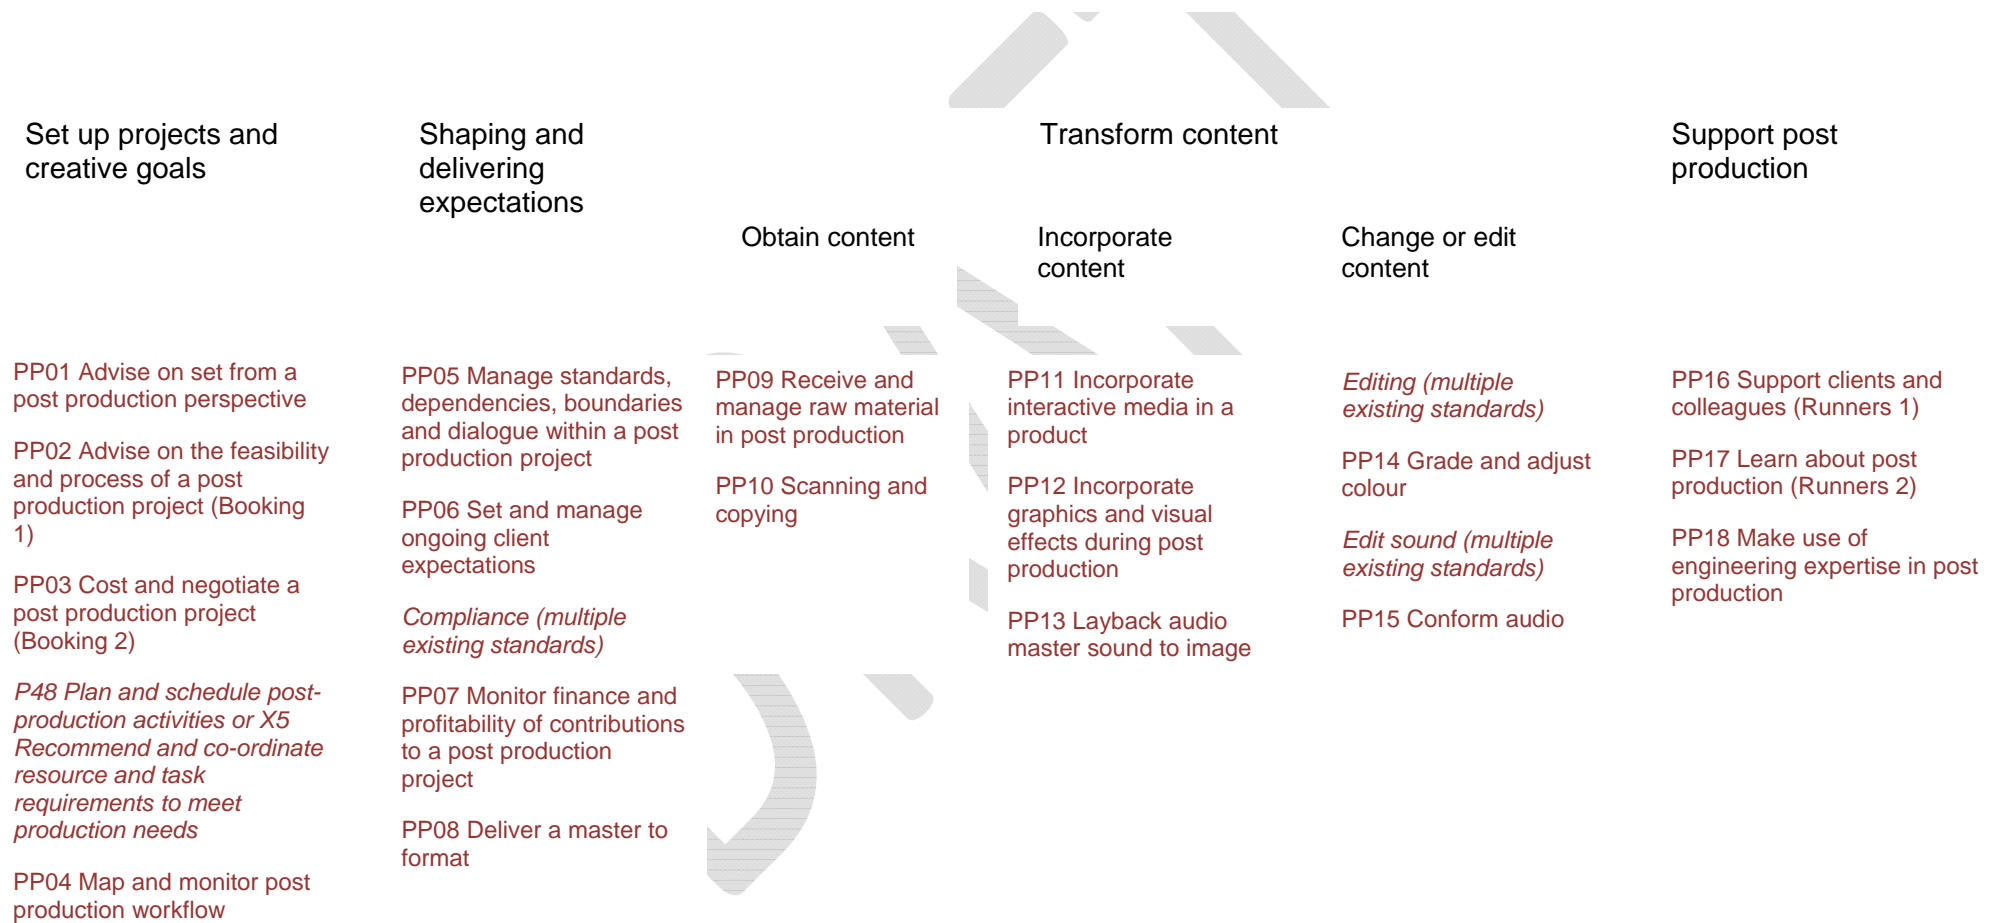 Set up projects and
creative goals
Shaping and
delivering
expectations
Transform content
Support post
production
Obtain content
Incorporate
content
Change or edit
content
PP01 Advise on set from a
post production perspective
PP02 Advise on the feasibility
and process of a post
production project (Booking
1)
PP03 Cost and negotiate a
post production project
(Booking 2)
P48 Plan and schedule post-
production activities or X5
Recommend and co-ordinate
resource and task
requirements to meet
production needs
PP04 Map and monitor post
production workflow
PP05 Manage standards,
dependencies, boundaries
and dialogue within a post
production project
PP06 Set and manage
ongoing client
expectations
Compliance (multiple
existing standards)
PP07 Monitor finance and
profitability of contributions
to a post production
project
PP08 Deliver a master to
format
PP09 Receive and
manage raw material
in post production
PP10 Scanning and
copying
PP11 Incorporate
interactive media in a
product
PP12 Incorporate
graphics and visual
effects during post
production
PP13 Layback audio
master sound to image
Editing (multiple
existing standards)
PP14 Grade and adjust
colour
Edit sound (multiple
existing standards)
PP15 Conform audio
PP16 Support clients and
colleagues (Runners 1)
PP17 Learn about post
production (Runners 2)
PP18 Make use of
engineering expertise in post
production